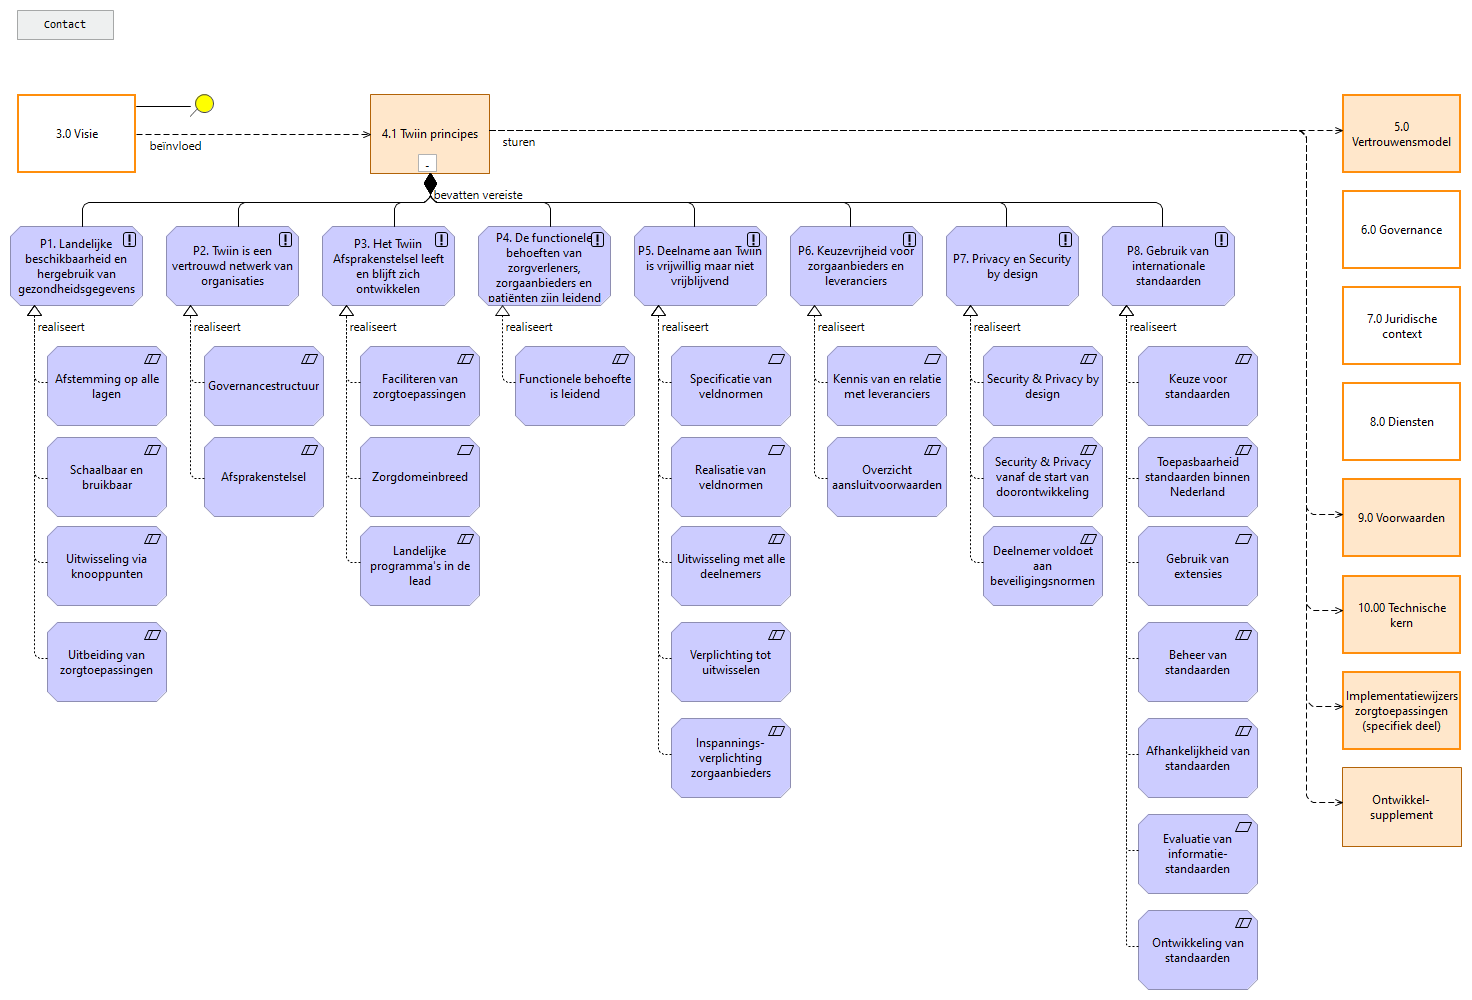 Contact
3.0 Visie
beïnvloed
4.1 Twiin principes
-
sturen
bevatten vereiste
P1. Landelijke
beschikbaarheid en
hergebruik van
gezondheidsgegevens
P2. Twiin is een
vertrouwd netwerk van
organisaties
P3. Het Twiin
Afsprakenstelsel leeft
en blijft zich
ontwikkelen
P4. De functionele
behoeften van
zorgverleners,
zorgaanbieders en
patiënten zijn leidend
P5. Deelname aan Twiin
is vrijwillig maar niet
vrijblijvend
P6. Keuzevrijheid voor
zorgaanbieders en
leveranciers
P7. Privacy en Security
by design
P8. Gebruik van
internationale
standaarden
realiseert
realiseert
realiseert
realiseert
realiseert
realiseert
realiseert
realiseert
Afstemming op alle
lagen
Schaalbaar en
bruikbaar
Uitwisseling via
knooppunten
Uitbeiding van
zorgtoepassingen
Governancestructuur
Afsprakenstelsel
Faciliteren van
zorgtoepassingen
Zorgdomeinbreed
Landelijke
programma's in de
lead
Functionele behoefte
is leidend
Specificatie van
veldnormen
Realisatie van
veldnormen
Uitwisseling met alle
deelnemers
Verplichting tot
uitwisselen
Inspannings-
verplichting
zorgaanbieders
Kennis van en relatie
met leveranciers
Overzicht
aansluitvoorwaarden
Security & Privacy by
design
Security & Privacy
vanaf de start van
doorontwikkeling
Deelnemer voldoet
aan
beveiligingsnormen
Keuze voor
standaarden
Toepasbaarheid
standaarden binnen
Nederland
Gebruik van
extensies
Beheer van
standaarden
Afhankelijkheid van
standaarden
Evaluatie van
informatie-
standaarden
Ontwikkeling van
standaarden
5.0
Vertrouwensmodel
6.0 Governance
7.0 Juridische
context
8.0 Diensten
9.0 Voorwaarden
10.00 Technische
kern
Implementatiewijzers
zorgtoepassingen
(specifiek deel)
Ontwikkel-
supplement